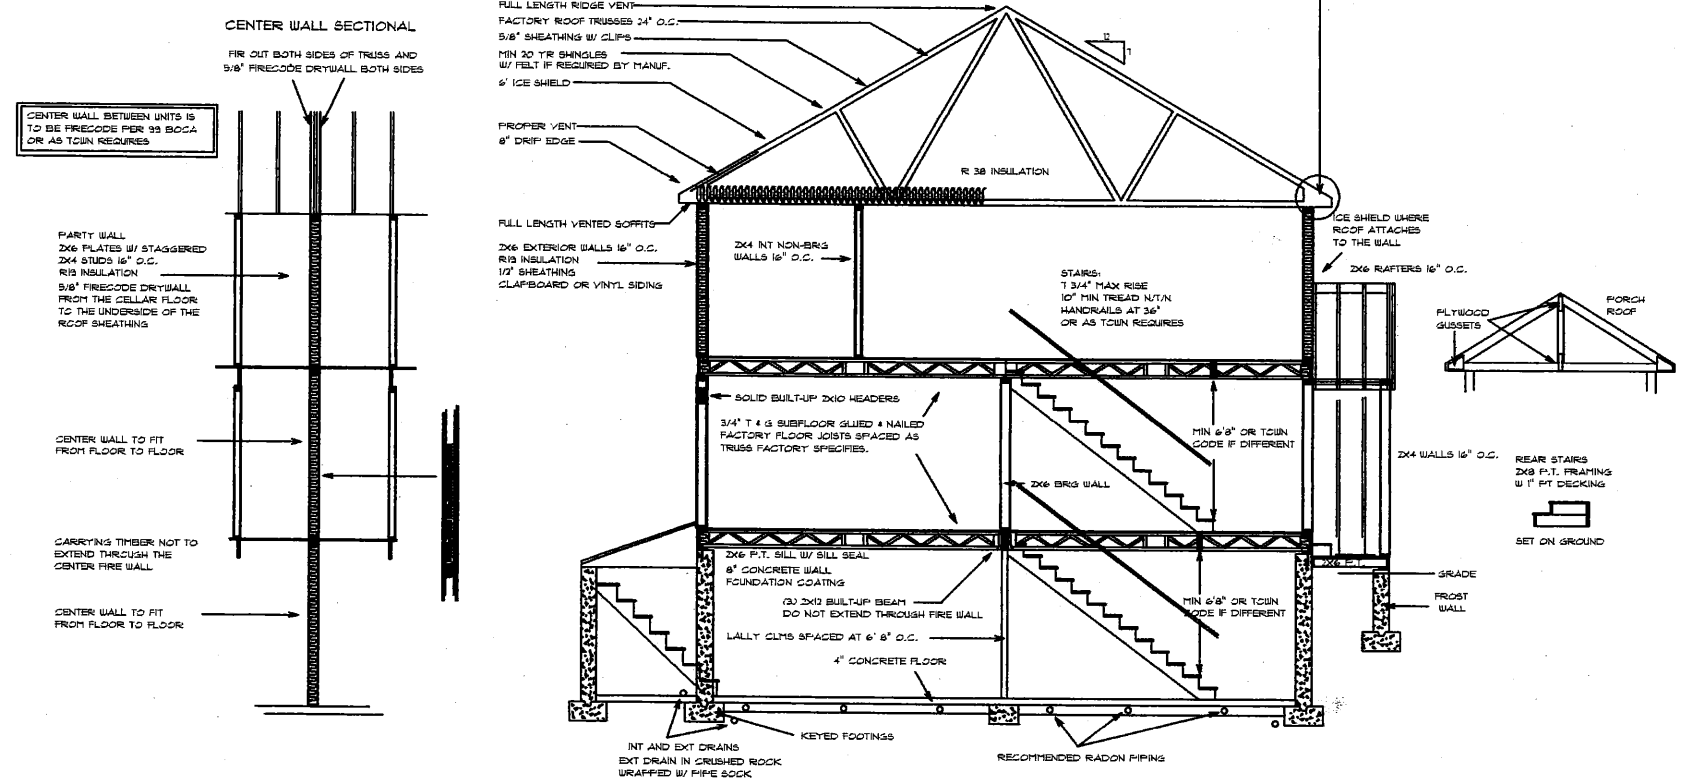 CENTER WALL SECTIONAL
FIR OUT BOTH SIDES OF TRUSS AND
5/8" FIRECODE DRYWALL BOTH SIDES
CENTER WALL BETWEEN UNITS IS
TO BE FIRECODE PER 99 BOCA
OR AS TOWN REQUIRES
PARTY WALL
2X6 PLATES W/ STAGGERED
2X4 STUDS 16" O.C.
R19 INSULATION
5/8" FIRECODE DRYWALL
FROM THE CELLAR FLOOR
TO THE UNDERSIDE OF THE
ROOF SHEATHING
CENTER WALL TO FIT
FROM FLOOR TO FLOOR
CARRYING TIMBER NOT TO
EXTEND THROUGH THE
CENTER FIRE WALL
CENTER WALL TO FIT
FROM FLOOR TO FLOOR
FULL LENGTH RIDGE VENT
FACTORY ROOF TRUSSES 24" O.C.
5/8" SHEATHING W/ CLIPS
MIN 20 YR SHINGLES
W/ FELT IF REQUIRED BY MANUF.
6' ICE SHIELD
PROPER VENT
8" DRIP EDGE
12
7
R 38 INSULATION
FULL LENGTH VENTED SOFFITS
2X6 EXTERIOR WALLS 16" O.C.
R19 INSULATION
1/2" SHEATHING
CLAPBOARD OR VINYL SIDING
2X4 INT NON-BRG
WALLS 16" O.C.
STAIRS:
7 3/4" MAX RISE
10" MIN TREAD N/T/N
HANDRAILS AT 36"
OR AS TOWN REQUIRES
ICE SHIELD WHERE
ROOF ATTACHES
TO THE WALL
2X6 RAFTERS 16" O.C.
PLYWOOD
GUSSETS
PORCH
ROOF
SOLID BUILT-UP 2X10 HEADERS
3/4" T & G SUBFLOOR GLUED & NAILED
FACTORY FLOOR JOISTS SPACED AS
TRUSS FACTORY SPECIFIES.
MIN 6'8" OR TOWN
CODE IF DIFFERENT
2X6 BRG WALL
2X4 WALLS 16" O.C.
REAR STAIRS
2X8 P.T. FRAMING
W 1" PT DECKING
SET ON GROUND
2X6 P.T. SILL W/ SILL SEAL
8" CONCRETE WALL
FOUNDATION COATING
(3) 2X12 BUILT-UP BEAM
DO NOT EXTEND THROUGH FIRE WALL
MIN 6'8" OR TOWN
CODE IF DIFFERENT
2X6 P.T.
GRADE
FROST
WALL
LALLY CLMS SPACED AT 6' 8" O.C.
4" CONCRETE FLOOR
KEYED FOOTINGS
INT AND EXT DRAINS
EXT DRAIN IN CRUSHED ROCK
WRAPPED W/ PIPE SOCK
RECOMMENDED RADON PIPING